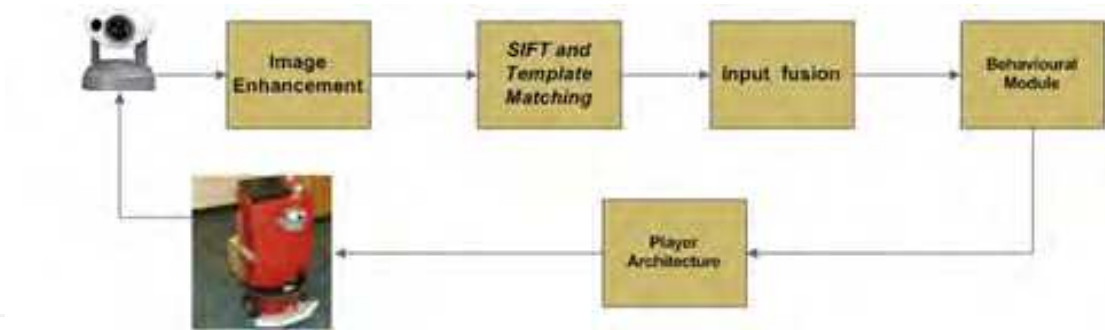 Image
Enhancement
SIFT and
Template
Matching
Input fusion
Behavioural
Module
Player
Architecture